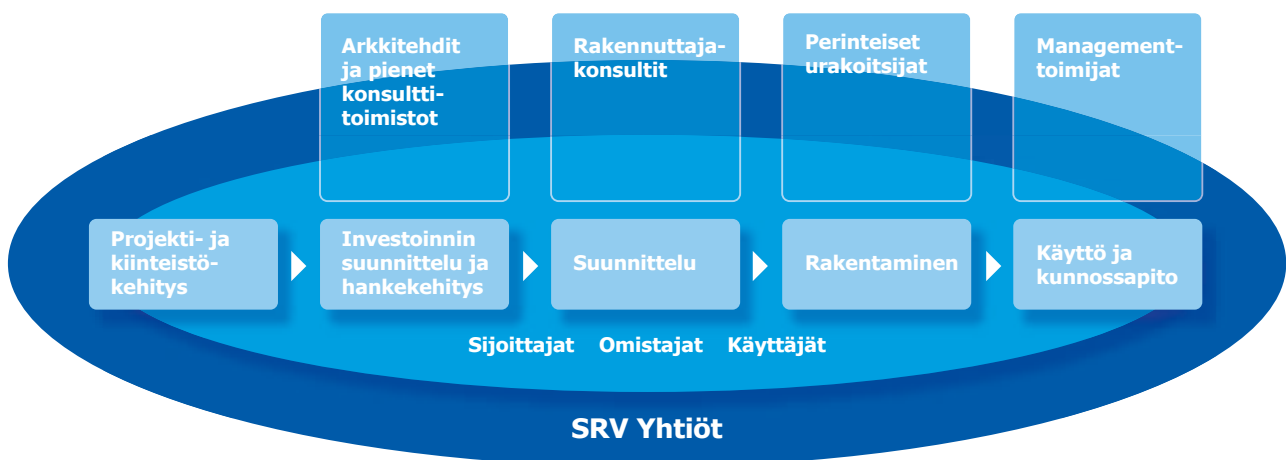 Arkkitehdit
ja pienet
konsultti-
toimistot
Rakennuttaja-
konsultit
Perinteiset
urakoitsijat
Management-
toimijat
Projekti- ja
kiinteistö-
kehitys
Investoinnin
suunnittelu ja
hankekehitys
Suunnittelu
Rakentaminen
Käyttö ja
kunnossapito
Sijoittajat Omistajat Käyttäjät
SRV Yhtiöt